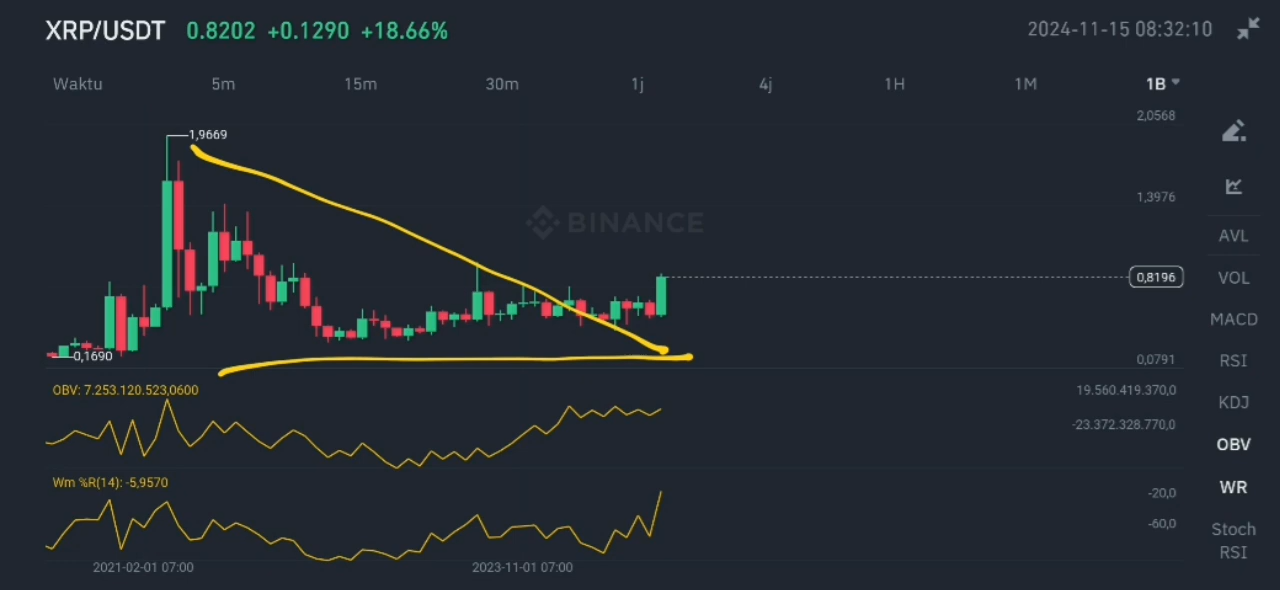 XRP/USDT 0.8202 +0.1290 +18.66% 2024-11-15 08:32:10
Waktu 5m 15m 30m 1j 4j 1H 1M 1B
2,0568
1,9669
1,3976
BINANCE
AVL
0,8196
VOL
MACD
0,1690
0,0791
RSI
OBV: 7.253.120.523,0600
19.560.419.370,0
KDJ
-23.372.328.770,0
OBV
Wm %R(14): -5,9570
WR
-20,0
-60,0
Stoch
RSI
2021-02-01 07:00 2023-11-01 07:00